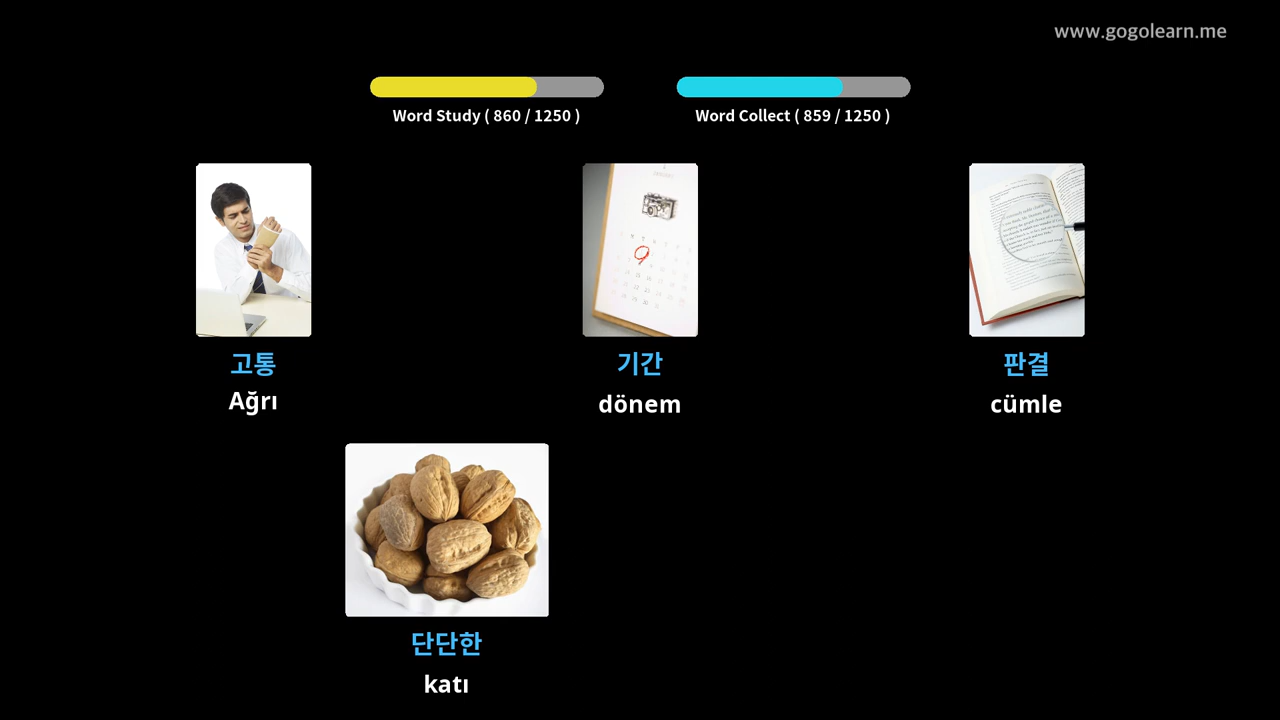 www.gogolearn.me
Word Study ( 860 / 1250 )
Word Collect ( 859 / 1250 )
고통
Ağrı
기간
dönem
판결
cümle
9
단단한
katı